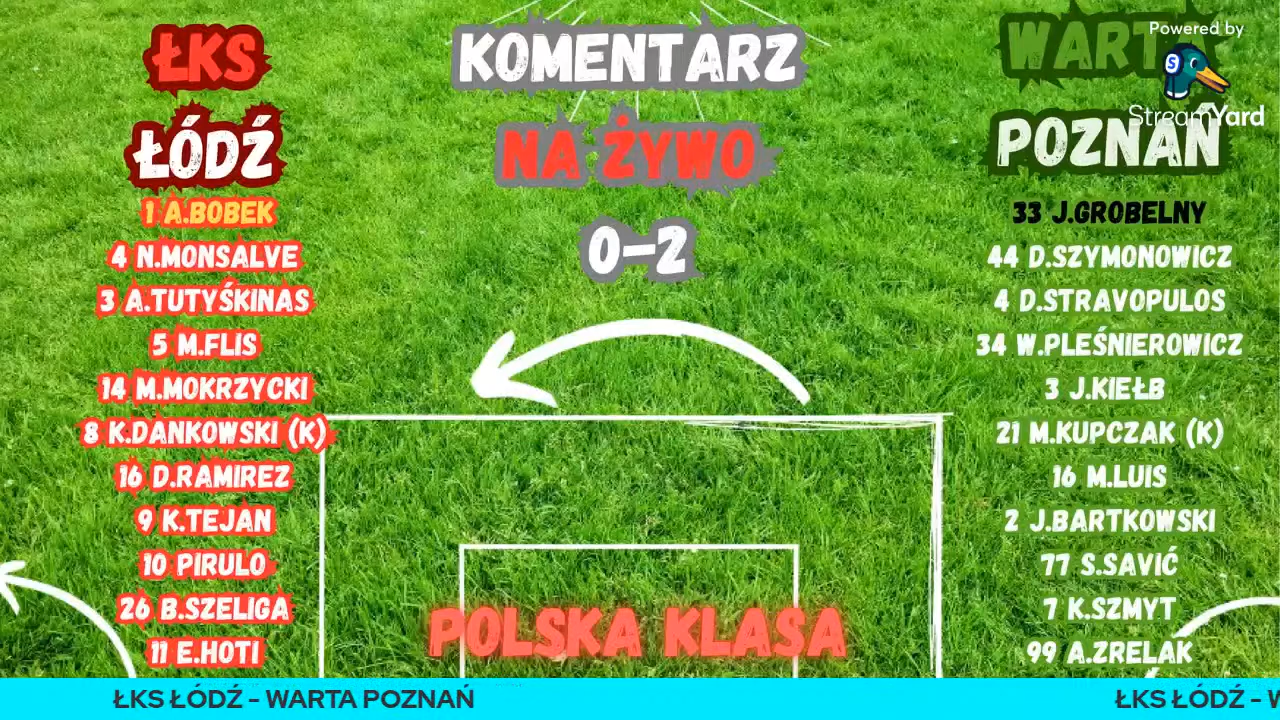 ŁKS
ŁÓDŹ
1 A.BOBEK
4 N.MONSALVE
3 A.TUTYŚKINAS
5 M.FLIS
14 M.MOKRZYCKI
8 K.DANKOWSKI (K)
16 D.RAMIREZ
9 K.TEJAN
10 PIRULO
26 B.SZELIGA
11 E.HOTI
KOMENTARZ
NA ŻYWO
0-2
POLSKA KLASA
WARTA
POZNAŃ
33 J.GROBELNY
44 D.SZYMONOWICZ
4 D.STRAVOPULOS
34 W.PLEŚNIEROWICZ
3 J.KIEŁB
21 M.KUPCZAK (K)
16 M.LUIS
2 J.BARTKOWSKI
77 S.SAVIĆ
7 K.SZMYT
99 A.ZRELAK
Powered by
StreamYard
ŁKS ŁÓDŹ - WARTA POZNAŃ
ŁKS ŁÓDŹ - W